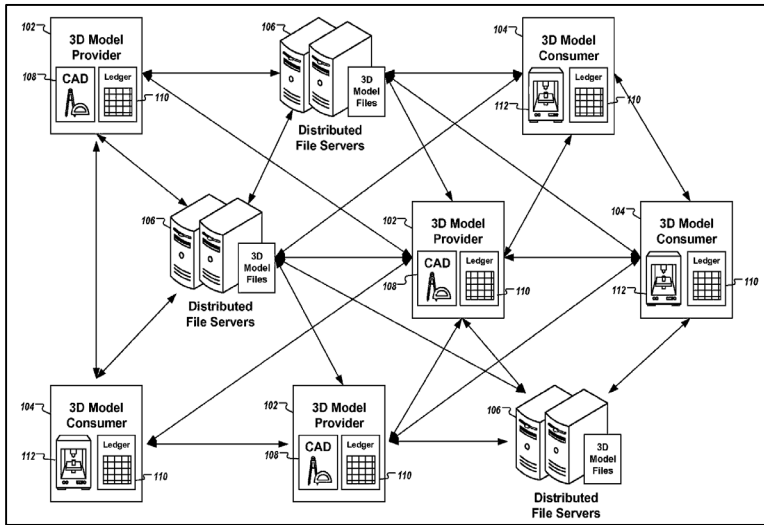 102
3D Model
Provider
108
CAD
Ledger
110
106
3D
Model
Files
Distributed
File Servers
104
3D Model
Consumer
112
Ledger
110
106
3D
Model
Files
Distributed
File Servers
102
3D Model
Provider
108
CAD
Ledger
110
104
3D Model
Consumer
112
Ledger
110
104
3D Model
Consumer
112
Ledger
110
102
3D Model
Provider
108
CAD
Ledger
110
106
3D
Model
Files
Distributed
File Servers